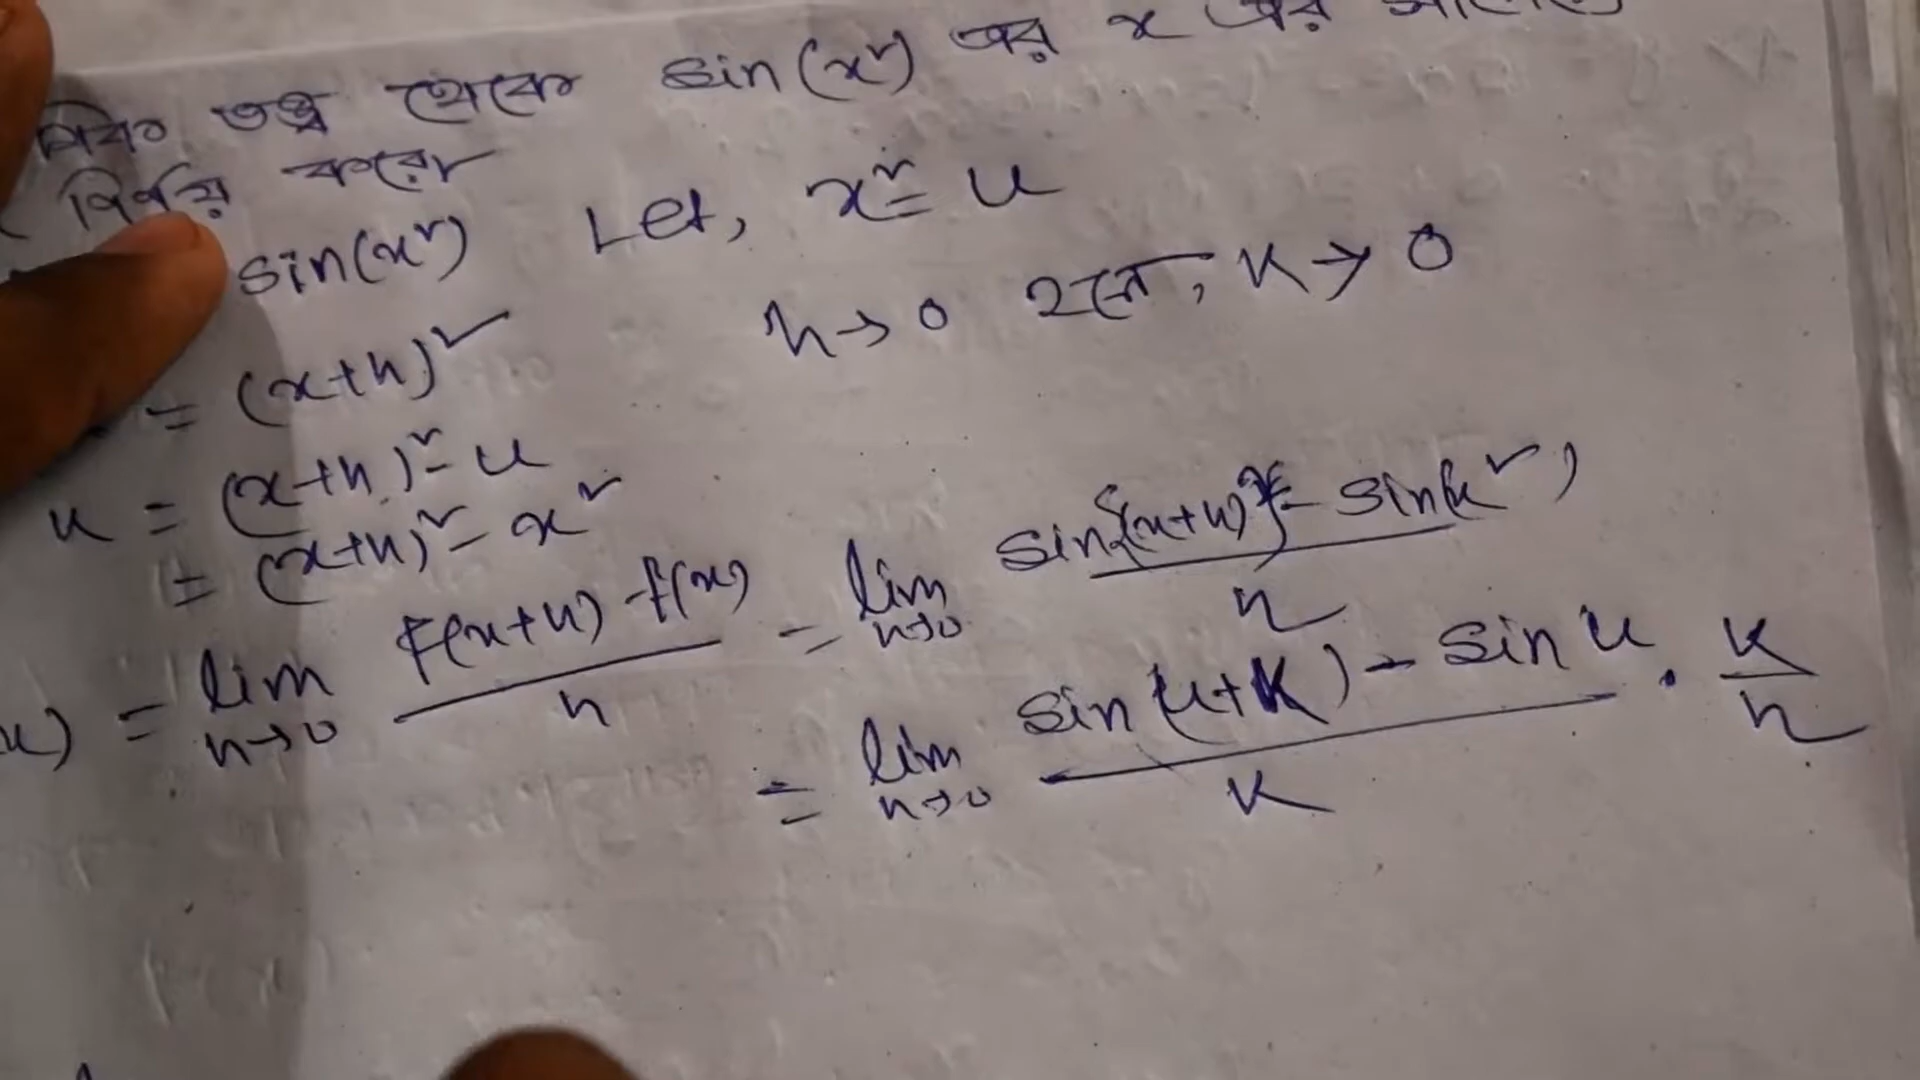 তত্ত্ব থেকে sin(x²) এর x এর
নির্ণয় করো
sin(x²) Let, x² = u
h→0 হলে, K→0
= (x+h)²
K = (x+h)² - u
= (x+h)² - x²
= lim h→0 f(x+h) - f(x) / h = lim h→0 sin{(x+h)²} - sin(x²) / h
= lim h→0 sin(u+K) - sin u / K . K / h